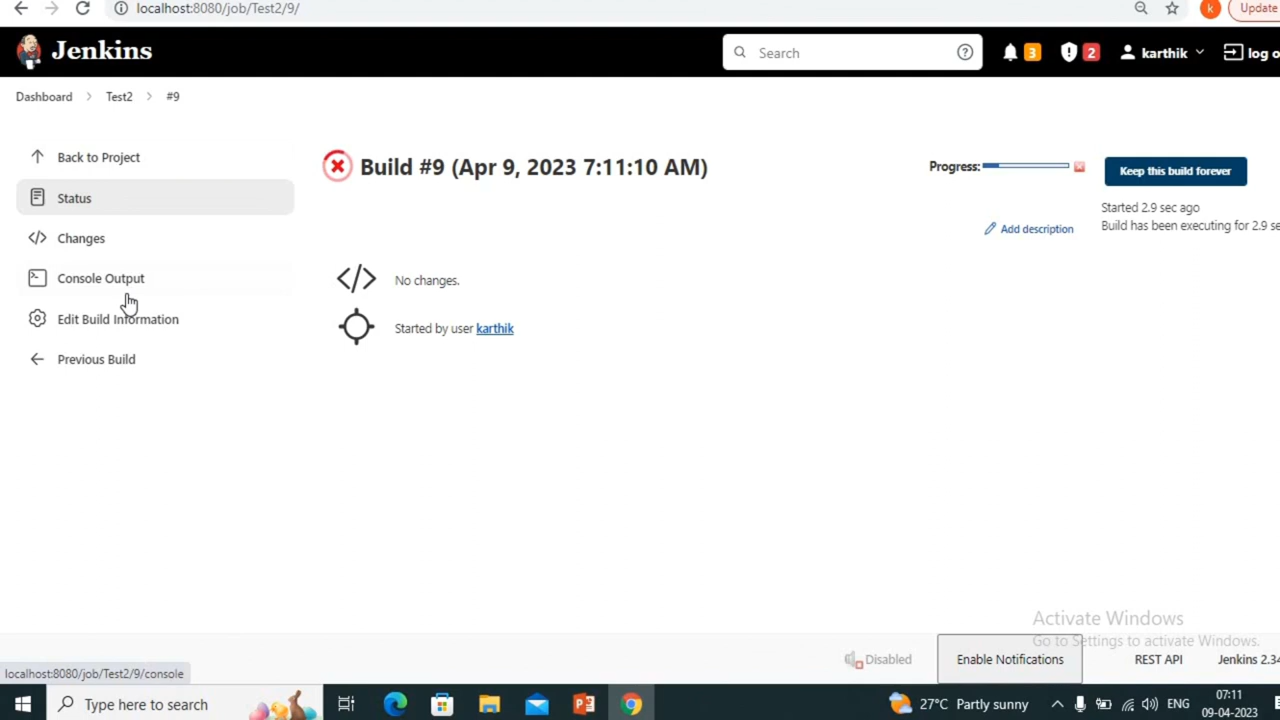 localhost:8080/job/Test2/9/
Update
Jenkins
Search
3
2
karthik
log o
Dashboard > Test2 > #9
Back to Project
Status
Changes
Console Output
Edit Build Information
Previous Build
Build #9 (Apr 9, 2023 7:11:10 AM)
Progress:
Keep this build forever
Started 2.9 sec ago
Build has been executing for 2.9 se
Add description
No changes.
Started by user karthik
Activate Windows
Go to Settings to activate Windows.
Disabled
Enable Notifications
REST API
Jenkins 2.34
localhost:8080/job/Test2/9/console
Type here to search
27°C Partly sunny
ENG
07:11
09-04-2023